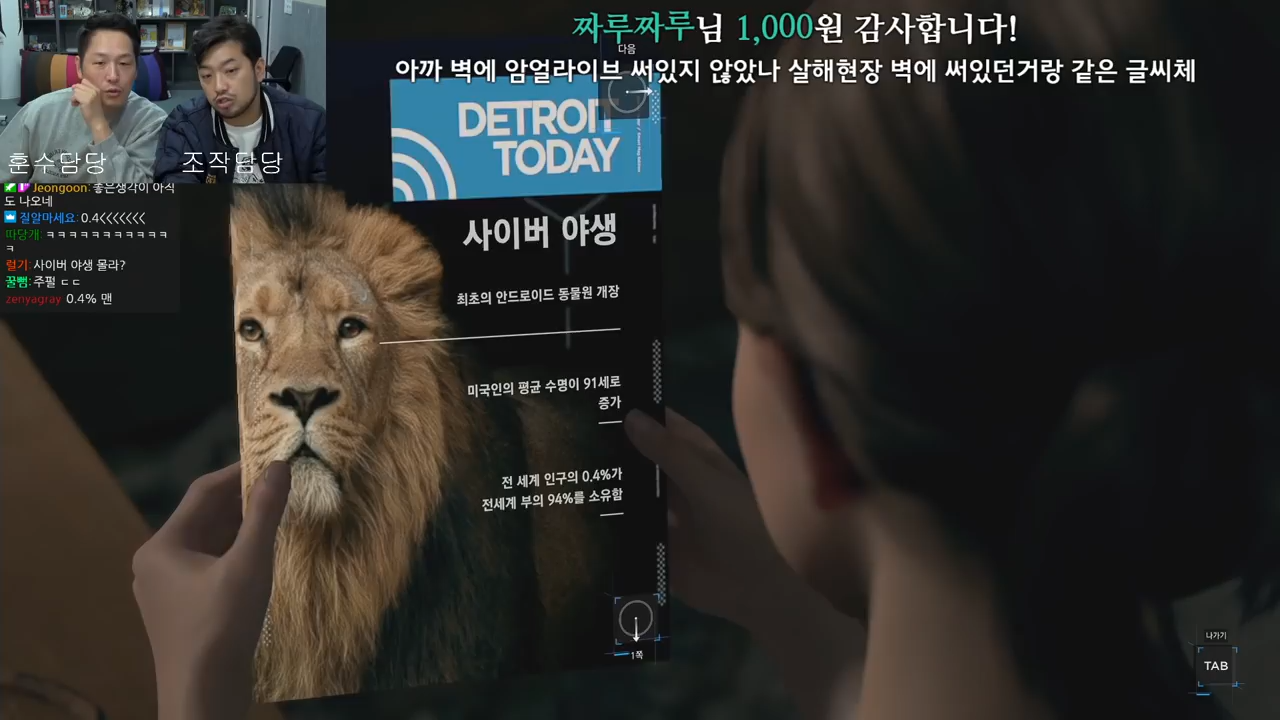 짜루짜루님 1,000원 감사합니다!
아까 벽에 암얼라이브 써있지 않았나 살해현장 벽에 써있던거랑 같은 글씨체
훈수담당
조작담당
Jeongoon: 좋은생각이 아직
도 나오네
질알마세요: 0.4<<<<<<<
따당개: ㅋㅋㅋㅋㅋㅋㅋㅋㅋㅋㅋ
ㅋ
럴기: 사이버 야생 몰라?
꿀뻠: 주펄 ㄷㄷ
zenyagray: 0.4% 맨
다음
DETROIT
TODAY
사이버 야생
최초의 안드로이드 동물원 개장
미국인의 평균 수명이 91세로
증가
전 세계 인구의 0.4%가
전세계 부의 94%를 소유함
1쪽
나가기
TAB